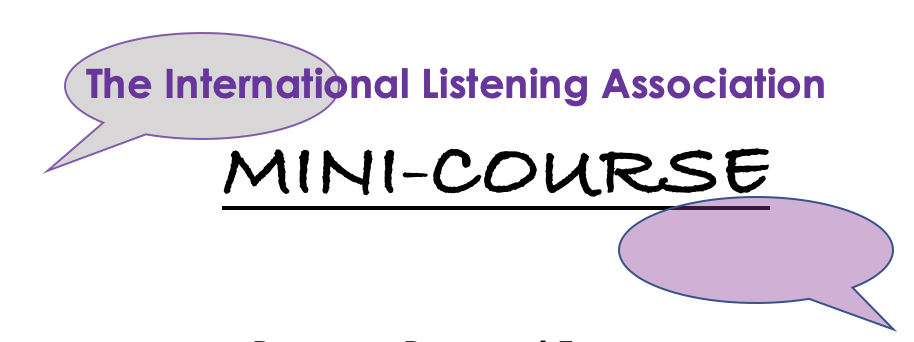 The International Listening Association
MINI-COURSE